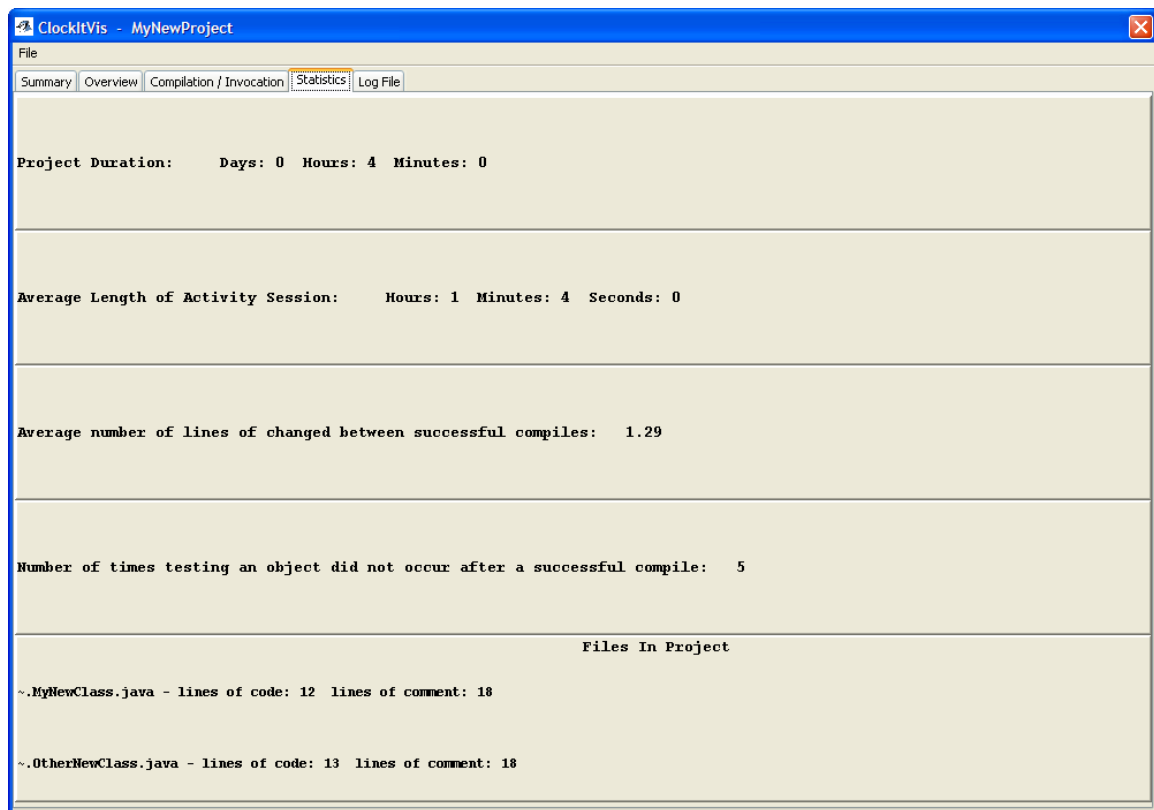 ClockItVis - MyNewProject
File
Summary Overview Compilation / Invocation Statistics Log File
Project Duration: Days: 0 Hours: 4 Minutes: 0
Average Length of Activity Session: Hours: 1 Minutes: 4 Seconds: 0
Average number of lines of changed between successful compiles: 1.29
Number of times testing an object did not occur after a successful compile: 5
Files In Project
~.MyNewClass.java - lines of code: 12 lines of comment: 18
~.OtherNewClass.java - lines of code: 13 lines of comment: 18